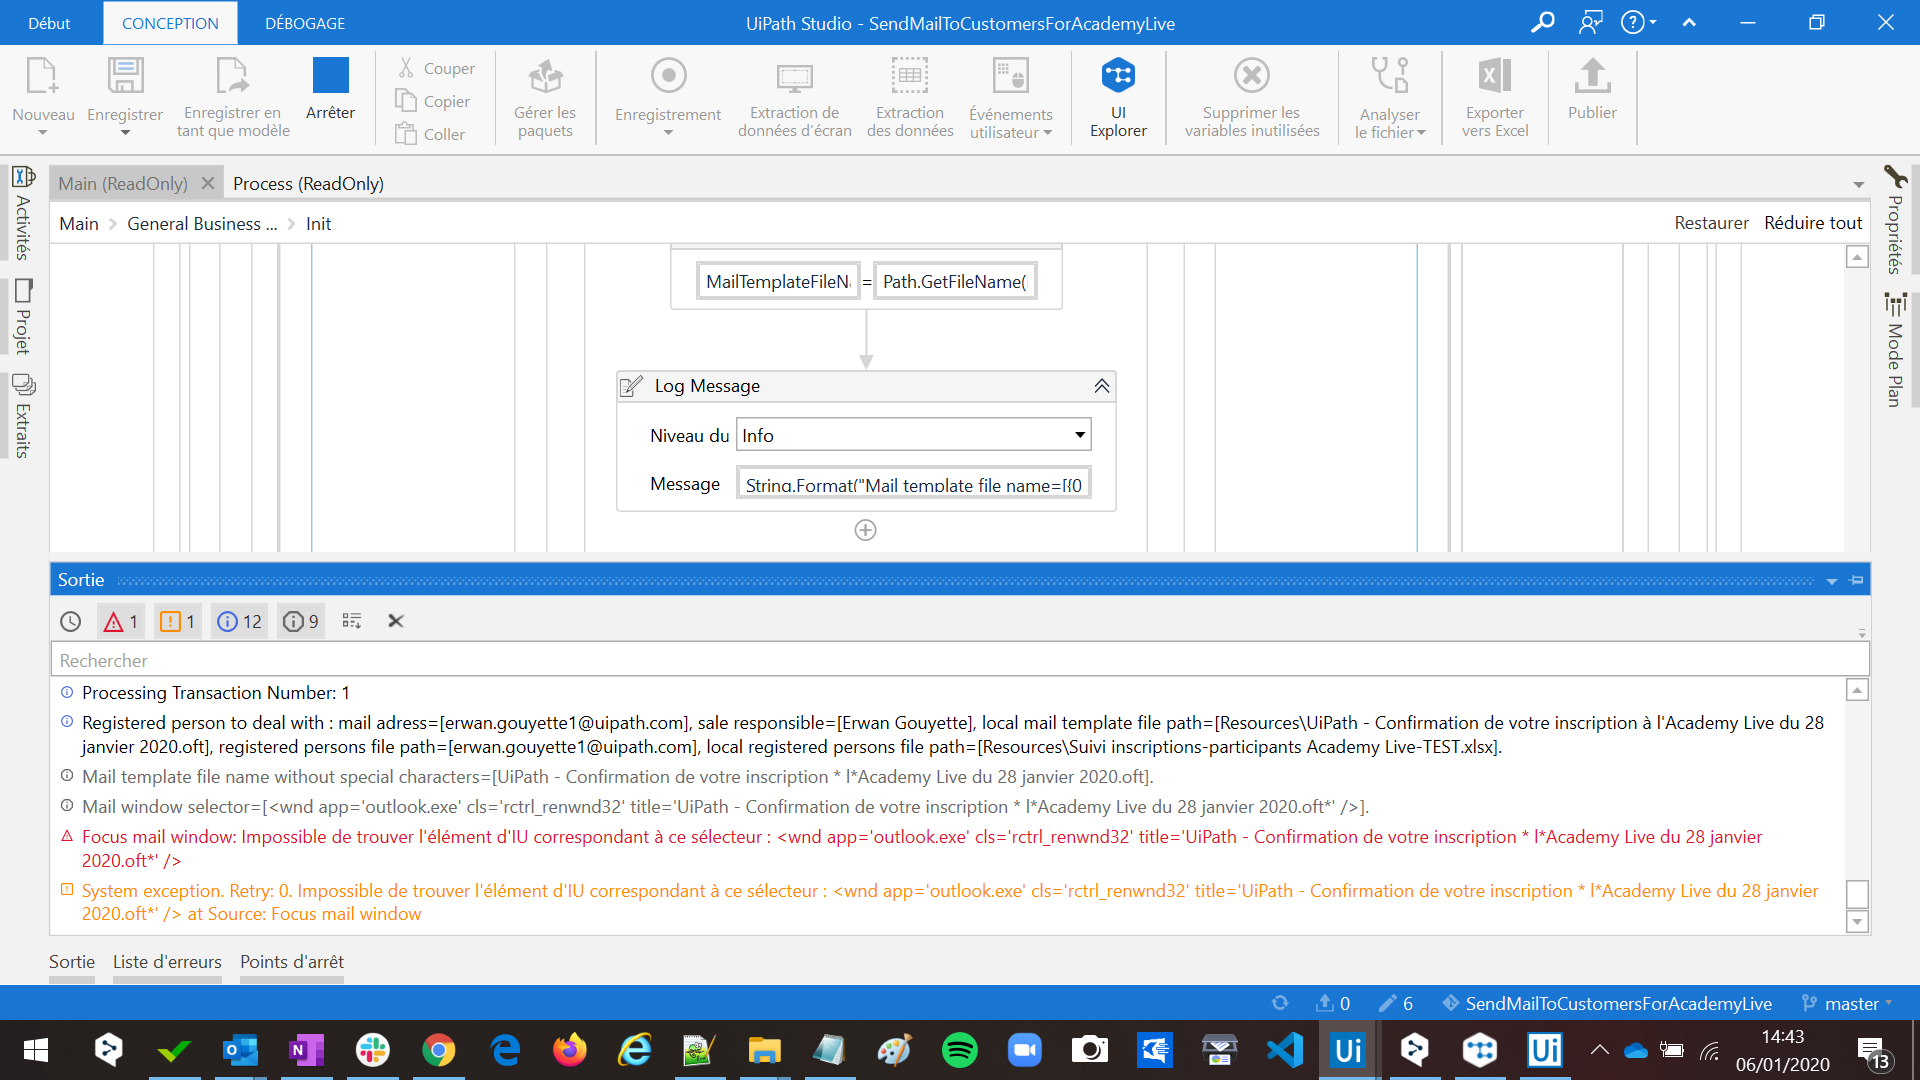 Début
CONCEPTION
DÉBOGAGE
UiPath Studio - SendMailToCustomersForAcademyLive
Nouveau
Enregistrer
Enregistrer en
tant que modèle
Arrêter
Couper
Copier
Coller
Gérer les
paquets
Enregistrement
Extraction de
données d'écran
Extraction
des données
Événements
utilisateur
UI
Explorer
Supprimer les
variables inutilisées
Analyser
le fichier
Exporter
vers Excel
Publier
Activités
Projet
Extraits
Main (ReadOnly)
Process (ReadOnly)
Main > General Business ... > Init
Restaurer
Réduire tout
Propriétés
Mode Plan
MailTemplateFileNa = Path.GetFileName(
Log Message
Niveau du Info
Message String.Format("Mail template file name=[{0
Sortie
1
1
12
9
Rechercher
Processing Transaction Number: 1
Registered person to deal with : mail adress=[erwan.gouyette1@uipath.com], sale responsible=[Erwan Gouyette], local mail template file path=[Resources\UiPath - Confirmation de votre inscription à l'Academy Live du 28
janvier 2020.oft], registered persons file path=[erwan.gouyette1@uipath.com], local registered persons file path=[Resources\Suivi inscriptions-participants Academy Live-TEST.xlsx].
Mail template file name without special characters=[UiPath - Confirmation de votre inscription * l*Academy Live du 28 janvier 2020.oft].
Mail window selector=[<wnd app='outlook.exe' cls='rctrl_renwnd32' title='UiPath - Confirmation de votre inscription * l*Academy Live du 28 janvier 2020.oft*' />].
Focus mail window: Impossible de trouver l'élément d'IU correspondant à ce sélecteur : <wnd app='outlook.exe' cls='rctrl_renwnd32' title='UiPath - Confirmation de votre inscription * l*Academy Live du 28 janvier
2020.oft*' />
System exception. Retry: 0. Impossible de trouver l'élément d'IU correspondant à ce sélecteur : <wnd app='outlook.exe' cls='rctrl_renwnd32' title='UiPath - Confirmation de votre inscription * l*Academy Live du 28 janvier
2020.oft*' /> at Source: Focus mail window
Sortie
Liste d'erreurs
Points d'arrêt
0
6
SendMailToCustomersForAcademyLive
master
Ui
Ui
14:43
06/01/2020
13